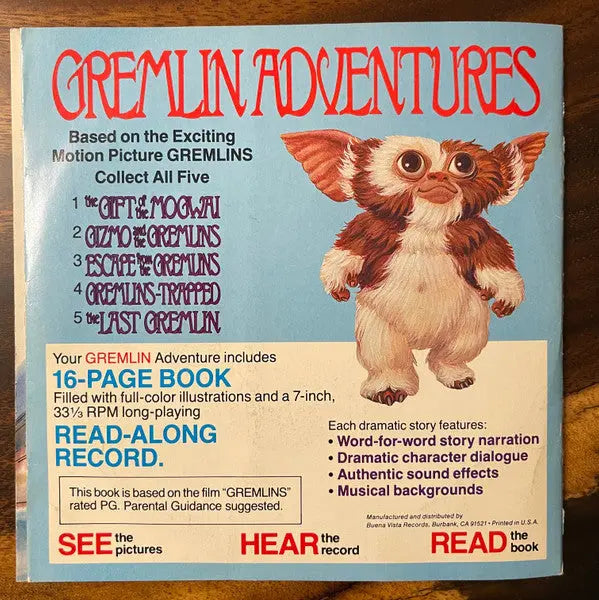 GREMLIN ADVENTURES
Based on the Exciting
Motion Picture GREMLINS
Collect All Five
1 the GIFT of the MOGWAI
2 GIZMO and the GREMLINS
3 ESCAPE from the GREMLINS
4 GREMLINS-TRAPPED
5 the LAST GREMLIN
Your GREMLIN Adventure includes
16-PAGE BOOK
Filled with full-color illustrations and a 7-inch,
33⅓ RPM long-playing
READ-ALONG
RECORD.
This book is based on the film "GREMLINS"
rated PG. Parental Guidance suggested.
Each dramatic story features:
• Word-for-word story narration
• Dramatic character dialogue
• Authentic sound effects
• Musical backgrounds
Manufactured and distributed by
Buena Vista Records, Burbank, CA 91521 • Printed in U.S.A.
SEE the pictures
HEAR the record
READ the book